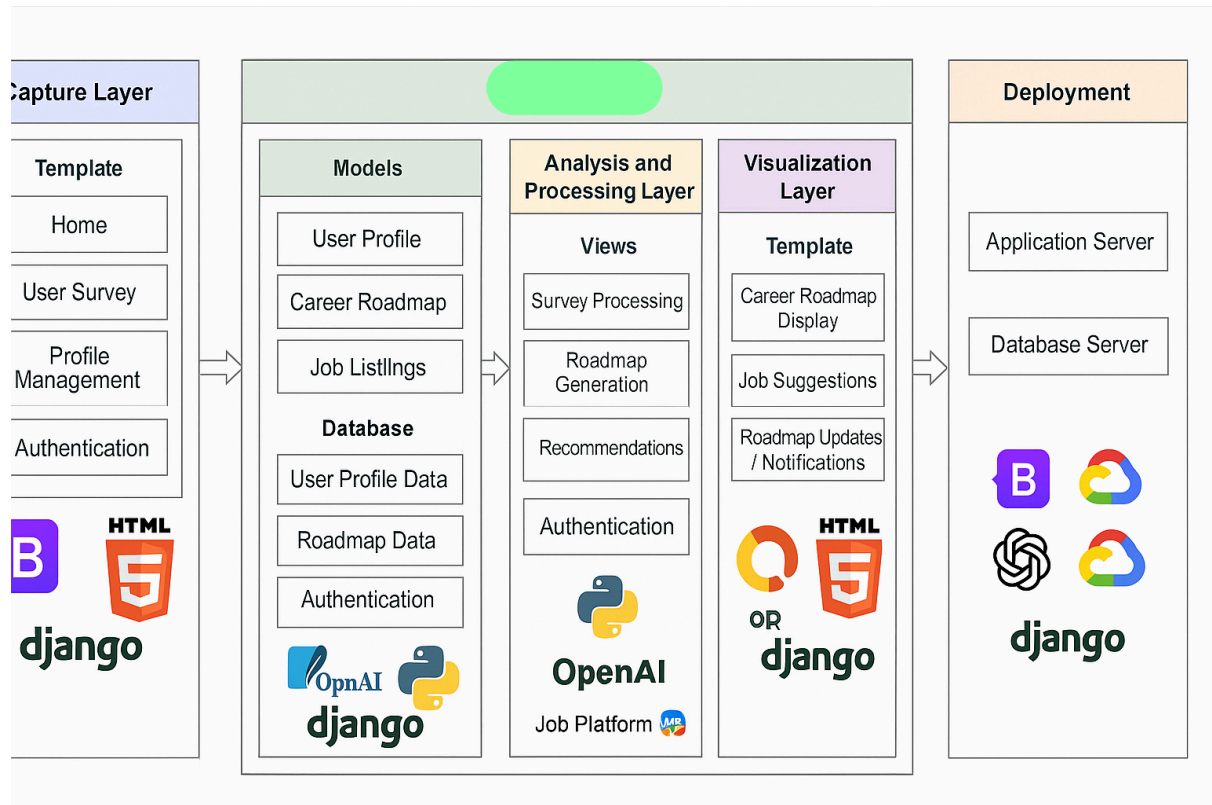 Capture Layer
Template
Home
User Survey
Profile
Management
Authentication
B
HTML
5
django
Models
User Profile
Career Roadmap
Job Listlngs
Database
User Profile Data
Roadmap Data
Authentication
OpnAI
django
Analysis and
Processing Layer
Views
Survey Processing
Roadmap
Generation
Recommendations
Authentication
OpenAI
Job Platform
Visualization
Layer
Template
Career Roadmap
Display
Job Suggestions
Roadmap Updates
/ Notifications
HTML
5
OR
django
Deployment
Application Server
Database Server
B
django